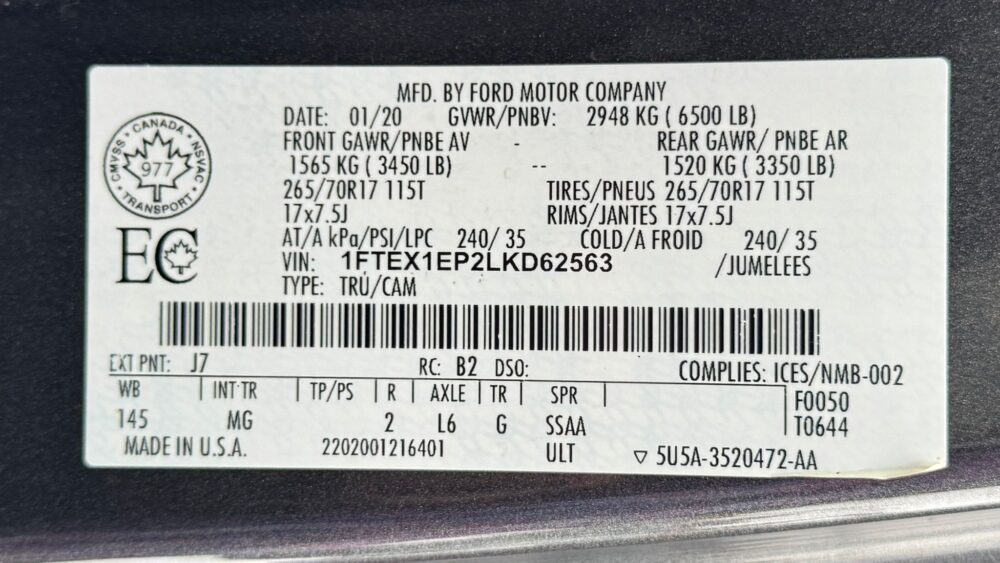 MFD. BY FORD MOTOR COMPANY
DATE: 01/20 GVWR/PNBV: 2948 KG ( 6500 LB)
FRONT GAWR/PNBE AV - REAR GAWR/ PNBE AR
1565 KG ( 3450 LB) -- 1520 KG ( 3350 LB)
265/70R17 115T TIRES/PNEUS 265/70R17 115T
17x7.5J RIMS/JANTES 17x7.5J
AT/A kPa/PSI/LPC 240/ 35 COLD/A FROID 240/ 35
VIN: 1FTEX1EP2LKD62563 /JUMELEES
TYPE: TRU/CAM
CANADA
CMVSS NSVAC
977
TRANSPORT
EC
EXT PNT: J7 RC: B2 DSO: COMPLIES: ICES/NMB-002
WB | INT TR | TP/PS | R | AXLE | TR | SPR | F0050
145 MG 2 L6 G SSAA T0644
MADE IN U.S.A. 2202001216401 ULT ▽ 5U5A-3520472-AA